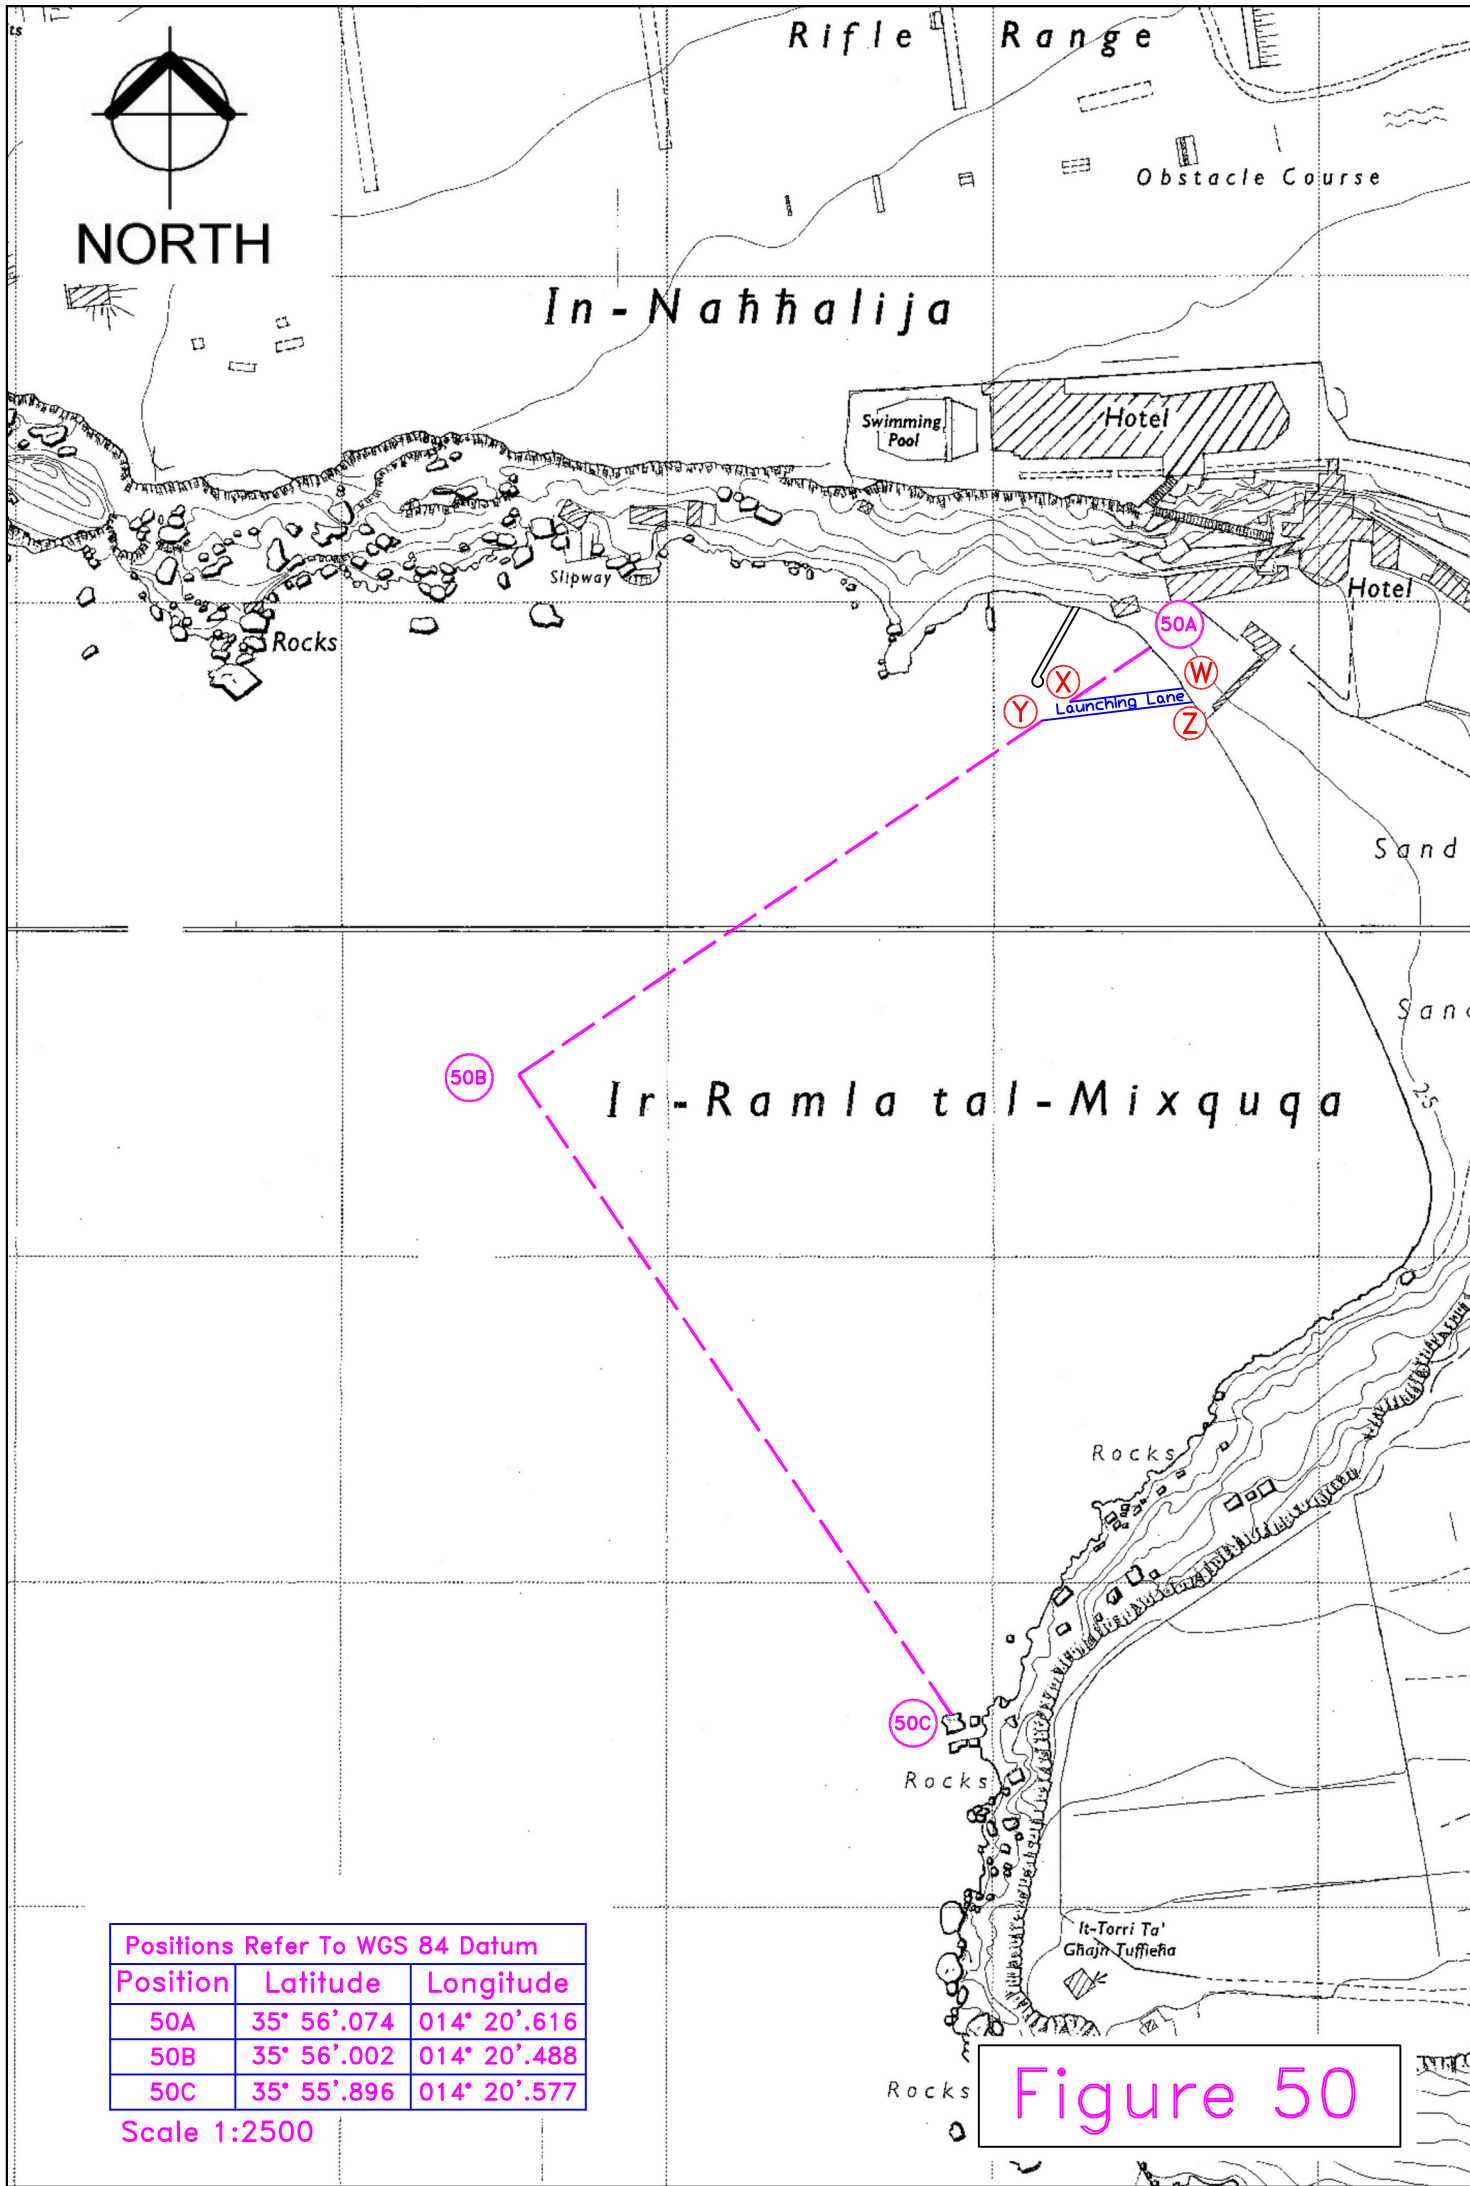 ts
Rifle Range
NORTH
Obstacle Course
In-Naħħalija
Swimming
Pool
Hotel
Slipway
Hotel
Rocks
50A
W
X
Y
Launching Lane
Z
Sand
Sand
50B
Ir-Ramla tal-Mixquqa
25
Rocks
50C
Rocks
It-Torri Ta'
Għajn Tuffieħa
Positions Refer To WGS 84 Datum
Position Latitude Longitude
50A 35° 56'.074 014° 20'.616
50B 35° 56'.002 014° 20'.488
50C 35° 55'.896 014° 20'.577
Scale 1:2500
Rocks
Figure 50